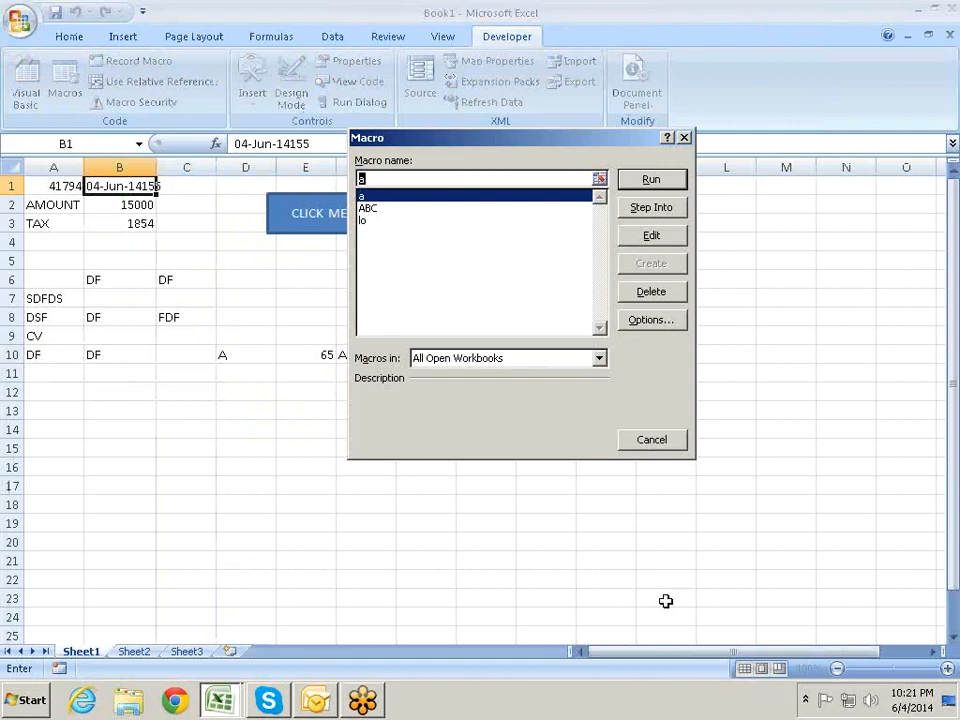 Book1 - Microsoft Excel
Home Insert Page Layout Formulas Data Review View Developer
Visual Basic
Macros
Record Macro
Use Relative References
Macro Security
Code
Insert
Design Mode
Properties
View Code
Run Dialog
Controls
Source
Map Properties
Expansion Packs
Refresh Data
Import
Export
XML
Document Panel
Modify
B1 fx 04-Jun-14155
A B C D E L M N O
1 41794 04-Jun-14155
2 AMOUNT 15000
3 TAX 1854
CLICK ME
4
5
6 DF DF
7 SDFDS
8 DSF DF FDF
9 CV
10 DF DF A 65 A
11
12
13
14
15
16
17
18
19
20
21
22
23
24
25
Macro
Macro name:
a
a
ABC
lo
Run
Step Into
Edit
Create
Delete
Options...
Macros in: All Open Workbooks
Description
Cancel
Sheet1 Sheet2 Sheet3
Enter 100%
Start
10:21 PM
6/4/2014